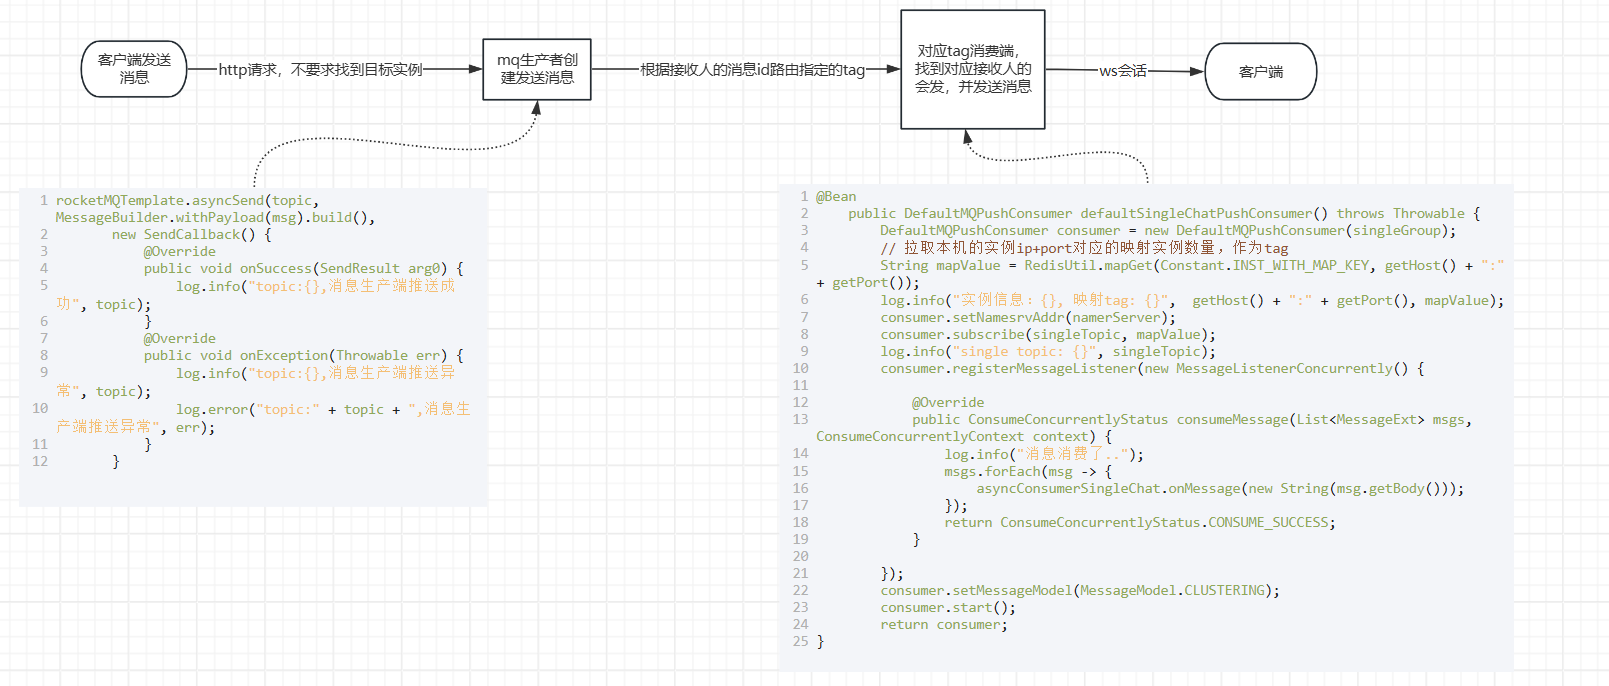 客户端发送
消息
http请求，不要求找到目标实例
mq生产者创
建发送消息
根据接收人的消息id路由指定的tag
对应tag消费端，
找到对应接收人的
会发，并发送消息
ws会话
客户端
1 rocketMQTemplate.asyncSend(topic,
MessageBuilder.withPayload(msg).build(),
2 new SendCallback() {
3 @Override
4 public void onSuccess(SendResult arg0) {
5 log.info("topic:{},消息生产端推送成
功", topic);
6 }
7 @Override
8 public void onException(Throwable err) {
9 log.info("topic:{},消息生产端推送异
常", topic);
10 log.error("topic:" + topic + ",消息生
产端推送异常", err);
11 }
12 }
1 @Bean
2 public DefaultMQPushConsumer defaultSingleChatPushConsumer() throws Throwable {
3 DefaultMQPushConsumer consumer = new DefaultMQPushConsumer(singleGroup);
4 // 拉取本机的实例ip+port对应的映射实例数量，作为tag
5 String mapValue = RedisUtil.mapGet(Constant.INST_WITH_MAP_KEY, getHost() + ":"
+ getPort());
6 log.info("实例信息：{}, 映射tag: {}", getHost() + ":" + getPort(), mapValue);
7 consumer.setNamesrvAddr(namerServer);
8 consumer.subscribe(singleTopic, mapValue);
9 log.info("single topic: {}", singleTopic);
10 consumer.registerMessageListener(new MessageListenerConcurrently() {
11
12 @Override
13 public ConsumeConcurrentlyStatus consumeMessage(List<MessageExt> msgs,
ConsumeConcurrentlyContext context) {
14 log.info("消息消费了..");
15 msgs.forEach(msg -> {
16 asyncConsumerSingleChat.onMessage(new String(msg.getBody()));
17 });
18 return ConsumeConcurrentlyStatus.CONSUME_SUCCESS;
19 }
20
21 });
22 consumer.setMessageModel(MessageModel.CLUSTERING);
23 consumer.start();
24 return consumer;
25 }